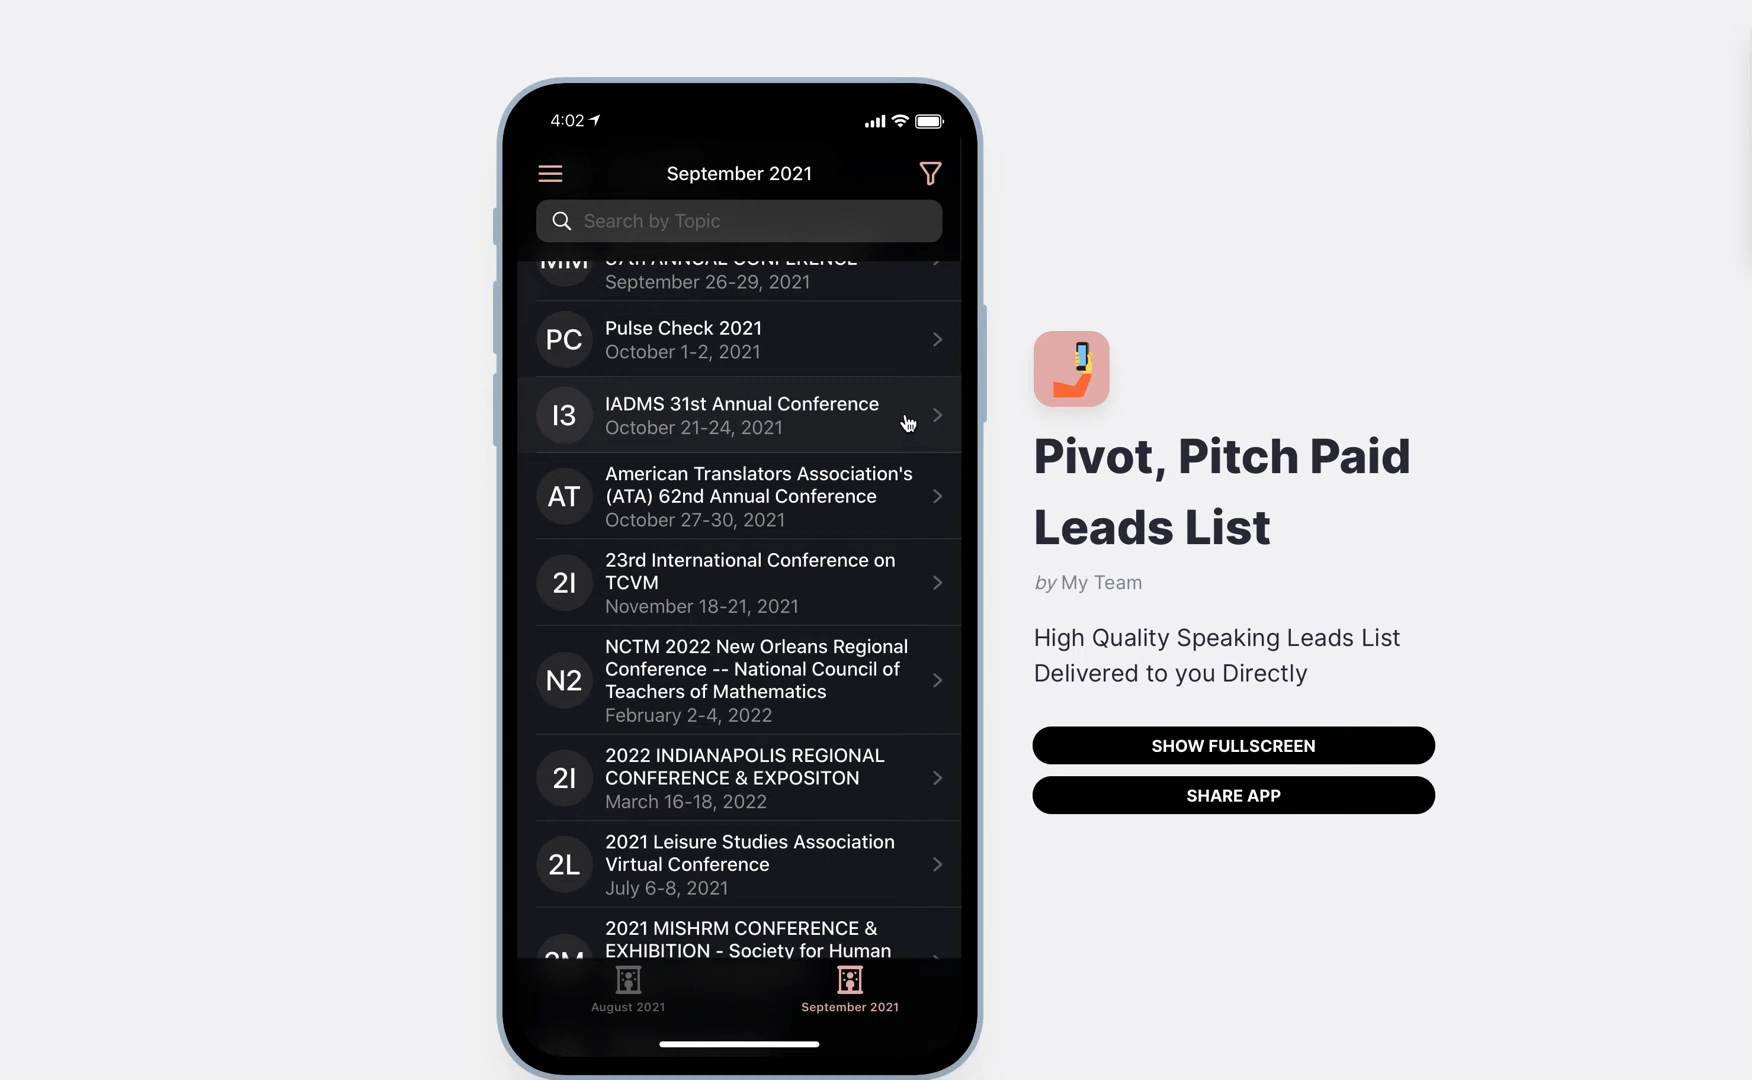 4:02
September 2021
Search by Topic
MM
37th ANNUAL CONFERENCE
September 26-29, 2021
PC
Pulse Check 2021
October 1-2, 2021
I3
IADMS 31st Annual Conference
October 21-24, 2021
AT
American Translators Association's
(ATA) 62nd Annual Conference
October 27-30, 2021
2I
23rd International Conference on
TCVM
November 18-21, 2021
N2
NCTM 2022 New Orleans Regional
Conference -- National Council of
Teachers of Mathematics
February 2-4, 2022
2I
2022 INDIANAPOLIS REGIONAL
CONFERENCE & EXPOSITON
March 16-18, 2022
2L
2021 Leisure Studies Association
Virtual Conference
July 6-8, 2021
2M
2021 MISHRM CONFERENCE &
EXHIBITION - Society for Human
August 2021
September 2021
Pivot, Pitch Paid
Leads List
by My Team
High Quality Speaking Leads List
Delivered to you Directly
SHOW FULLSCREEN
SHARE APP